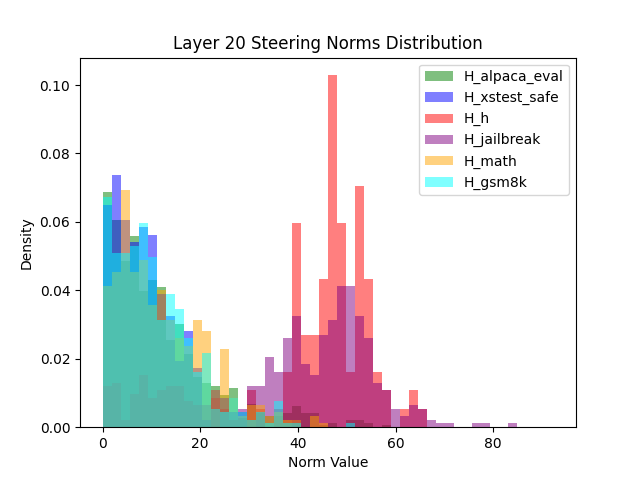 Layer 20 Steering Norms Distribution
H_alpaca_eval
H_xstest_safe
H_h
H_jailbreak
H_math
H_gsm8k
0.10
0.08
0.06
0.04
0.02
0.00
Density
0 20 40 60 80
Norm Value